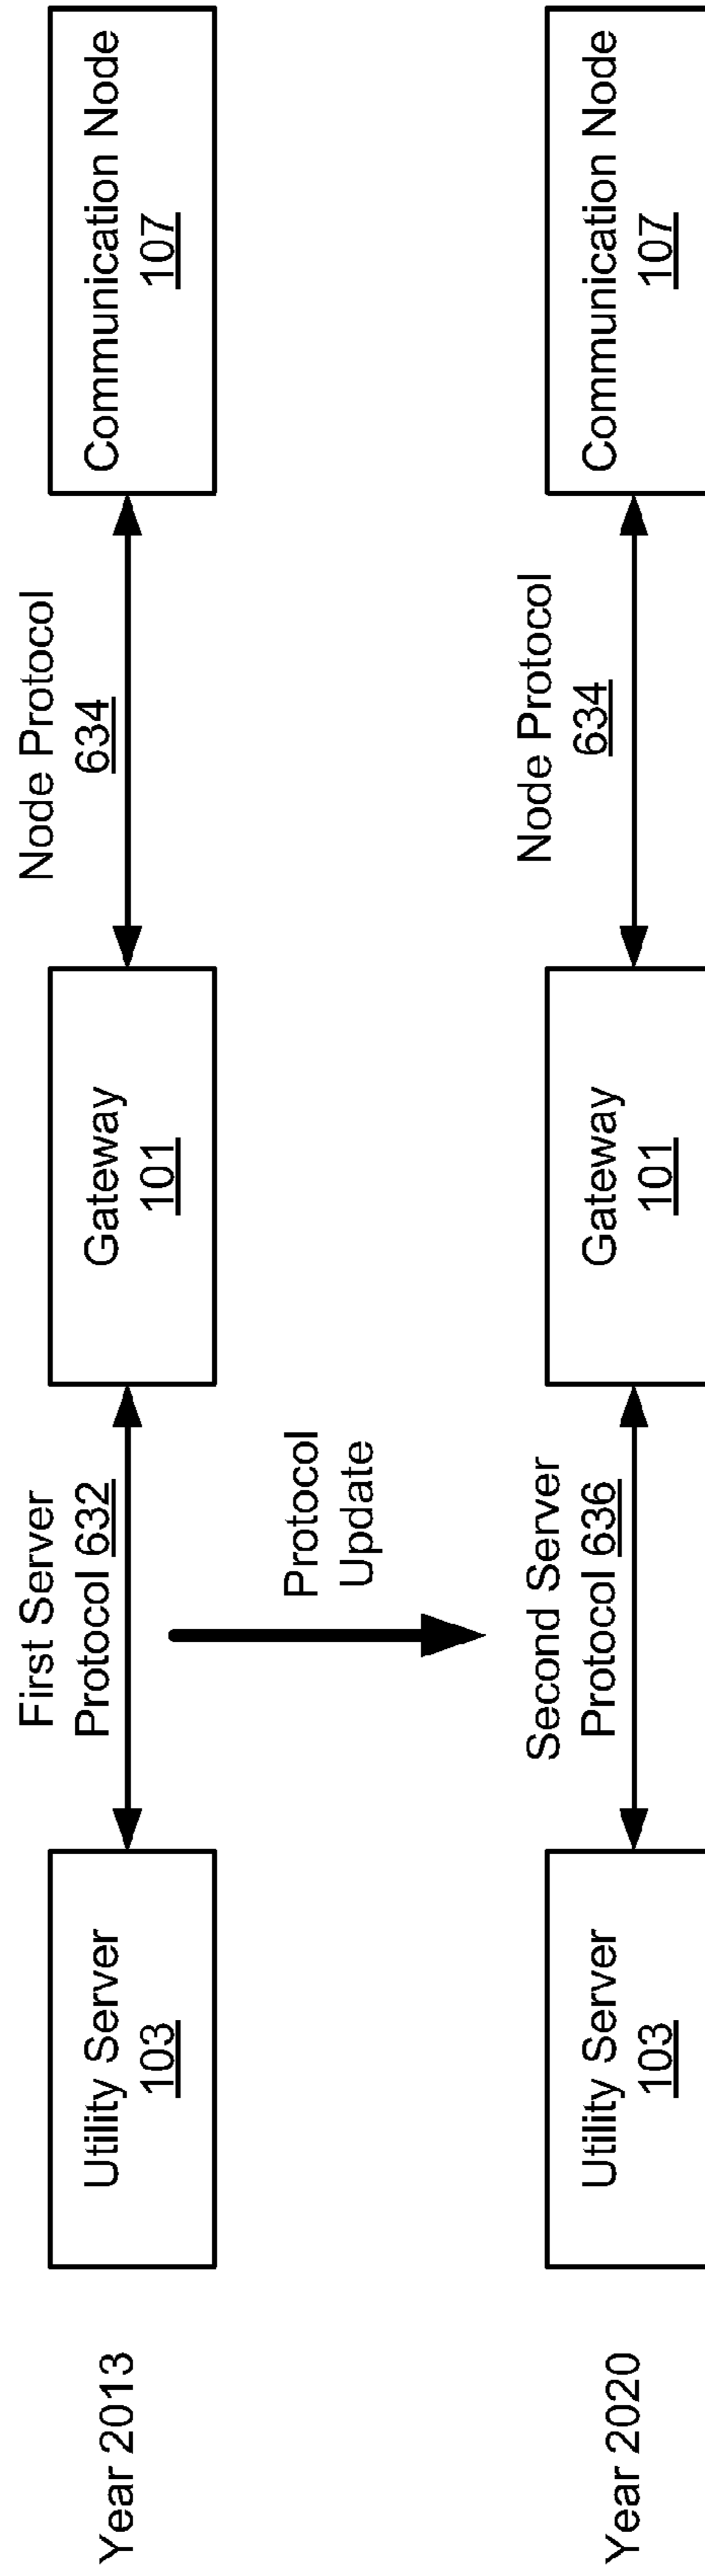 Year 2013
Utility Server
103
First Server
Protocol 632
Gateway
101
Node Protocol
634
Communication Node
107
Protocol
Update
Year 2020
Utility Server
103
Second Server
Protocol 636
Gateway
101
Node Protocol
634
Communication Node
107